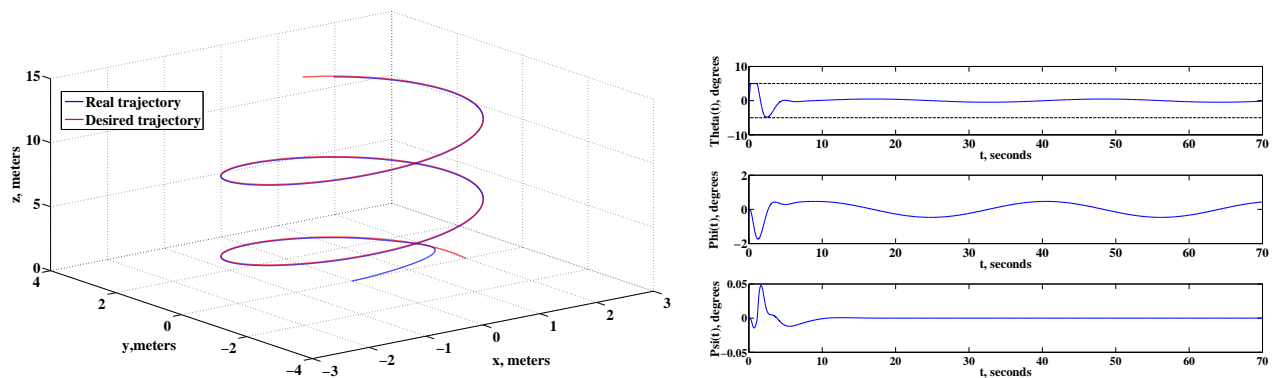 15
10
5
0
z, meters
Real trajectory
Desired trajectory
4
2
0
−2
−4
y,meters
−3
−2
−1
0
1
2
3
x, meters
10
0
−10
Theta(t), degrees
0 10 20 30 40 50 60 70
t, seconds
2
0
−2
Phi(t), degrees
0 10 20 30 40 50 60 70
t, seconds
0.05
0
−0.05
Psi(t), degrees
0 10 20 30 40 50 60 70
t, seconds